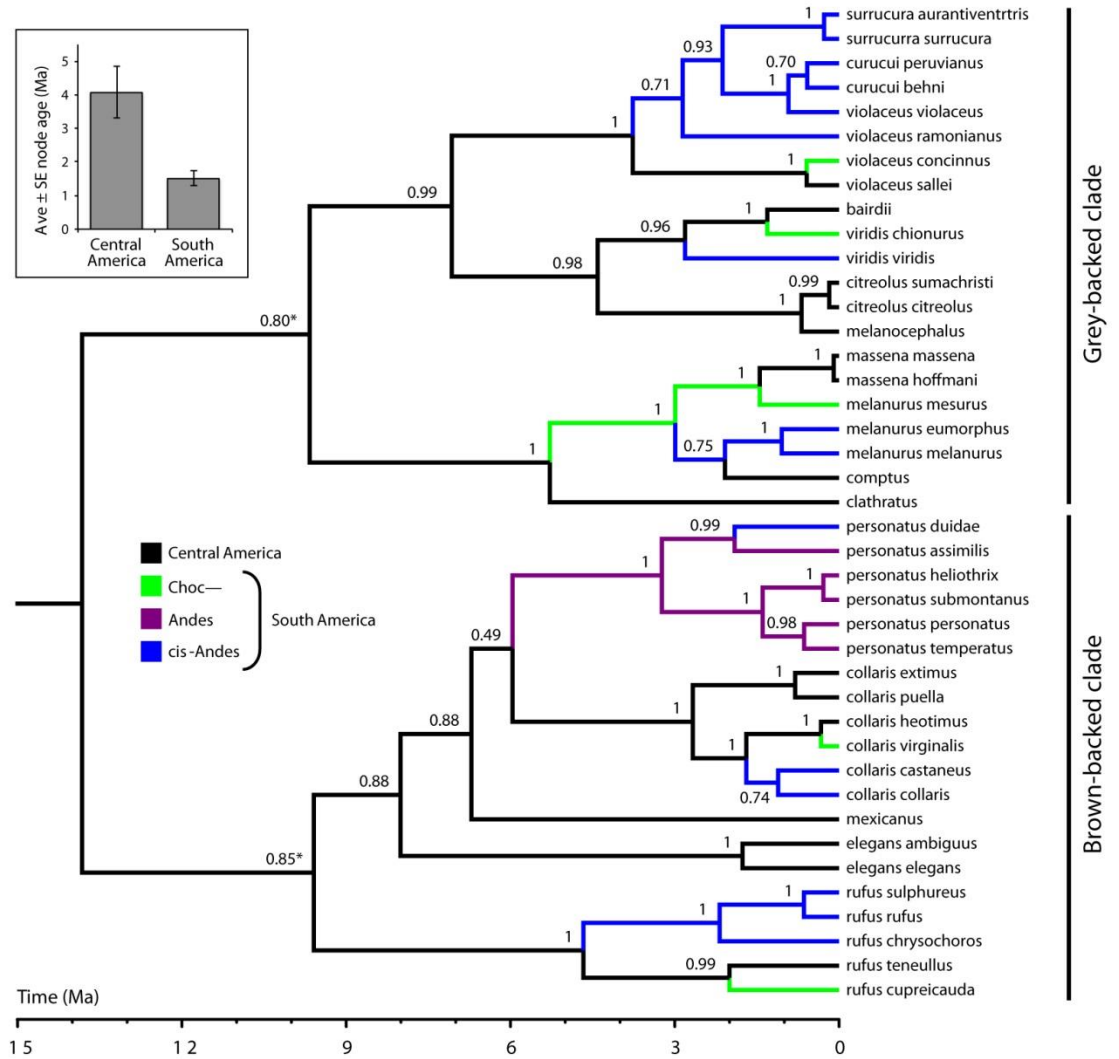 Ave ± SE node age (Ma)
5
4
3
2
1
0
Central
America
South
America
Central America
Choc—
Andes
cis-Andes
South America
1
0.93
0.70
1
0.71
1
1
0.99
1
0.96
0.98
0.99
1
0.80*
1
1
1
1
0.75
1
0.99
1
1
1
0.98
0.49
1
1
1
1
0.74
0.88
0.88
1
0.85*
1
1
1
0.99
surrucura aurantiventrtris
surrucurra surrucura
curucui peruvianus
curucui behni
violaceus violaceus
violaceus ramonianus
violaceus concinnus
violaceus sallei
bairdii
viridis chionurus
viridis viridis
citreolus sumachristi
citreolus citreolus
melanocephalus
massena massena
massena hoffmani
melanurus mesurus
melanurus eumorphus
melanurus melanurus
comptus
clathratus
personatus duidae
personatus assimilis
personatus heliothrix
personatus submontanus
personatus personatus
personatus temperatus
collaris extimus
collaris puella
collaris heotimus
collaris virginalis
collaris castaneus
collaris collaris
mexicanus
elegans ambiguus
elegans elegans
rufus sulphureus
rufus rufus
rufus chrysochoros
rufus teneullus
rufus cupreicauda
Grey-backed clade
Brown-backed clade
Time (Ma)
15 12 9 6 3 0